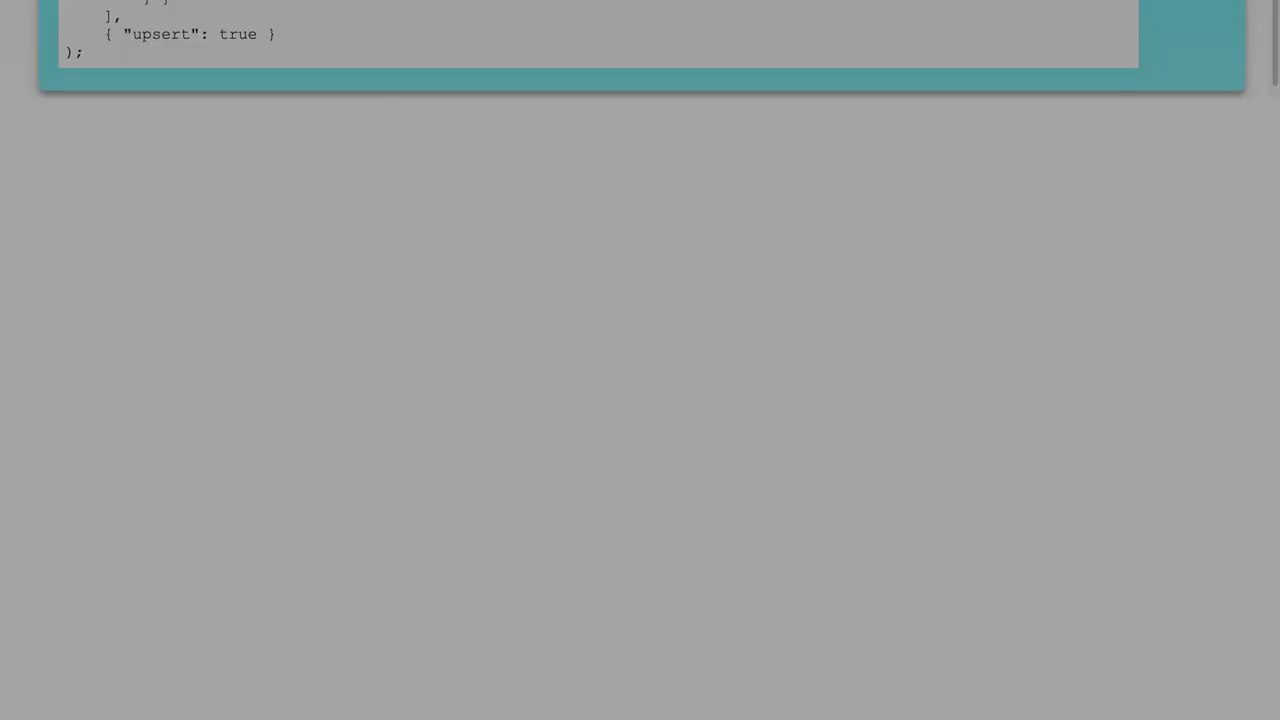 ],
{ "upsert": true }
);